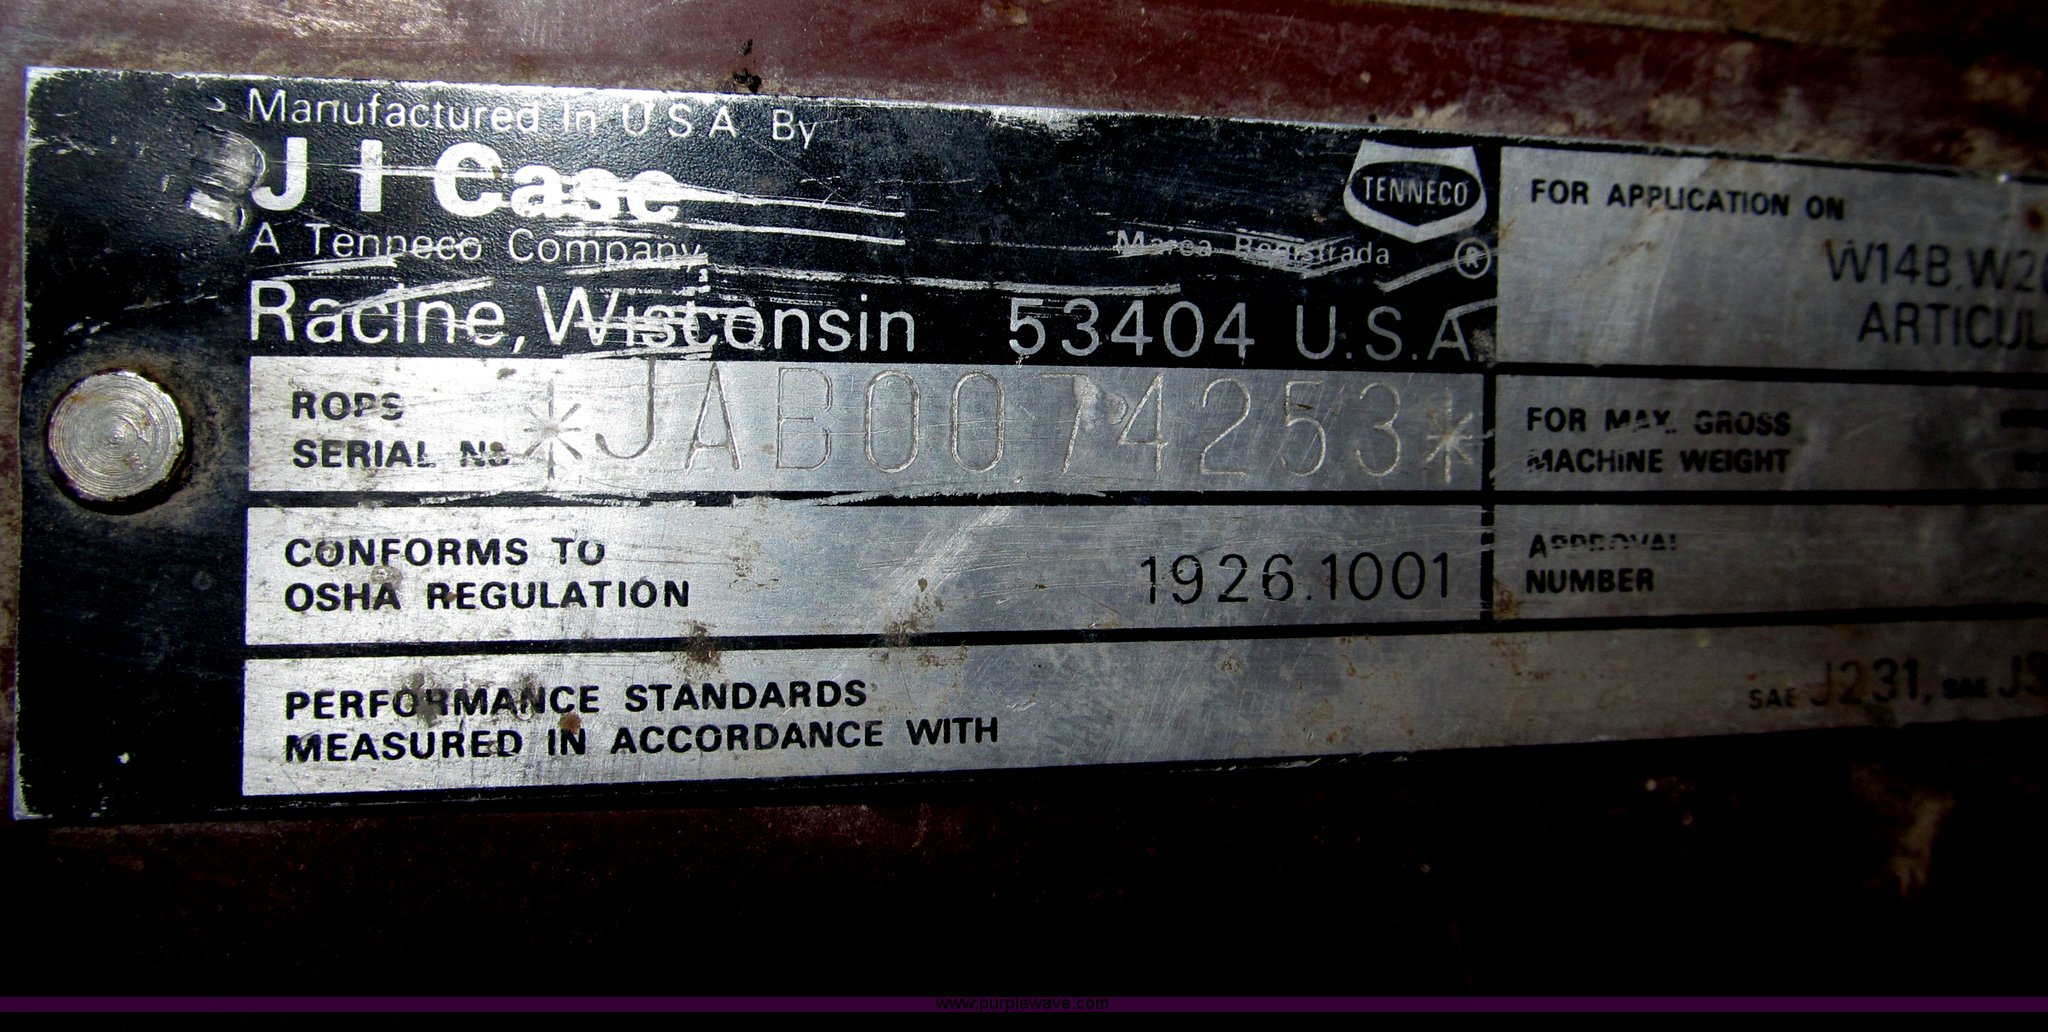 Manufactured In U S A By
J I Case
A Tenneco Company
Racine, Wisconsin 53404 U.S.A
TENNECO
Marca Registrada ®
FOR APPLICATION ON
W14B,
ROPS
SERIAL No *JAB0074253*
FOR MAX. GROSS
MACHINE WEIGHT
CONFORMS TO
OSHA REGULATION 1926.1001
APPROVAL
NUMBER
PERFORMANCE STANDARDS
MEASURED IN ACCORDANCE WITH
SAE J231, SAE
www.purplewave.com